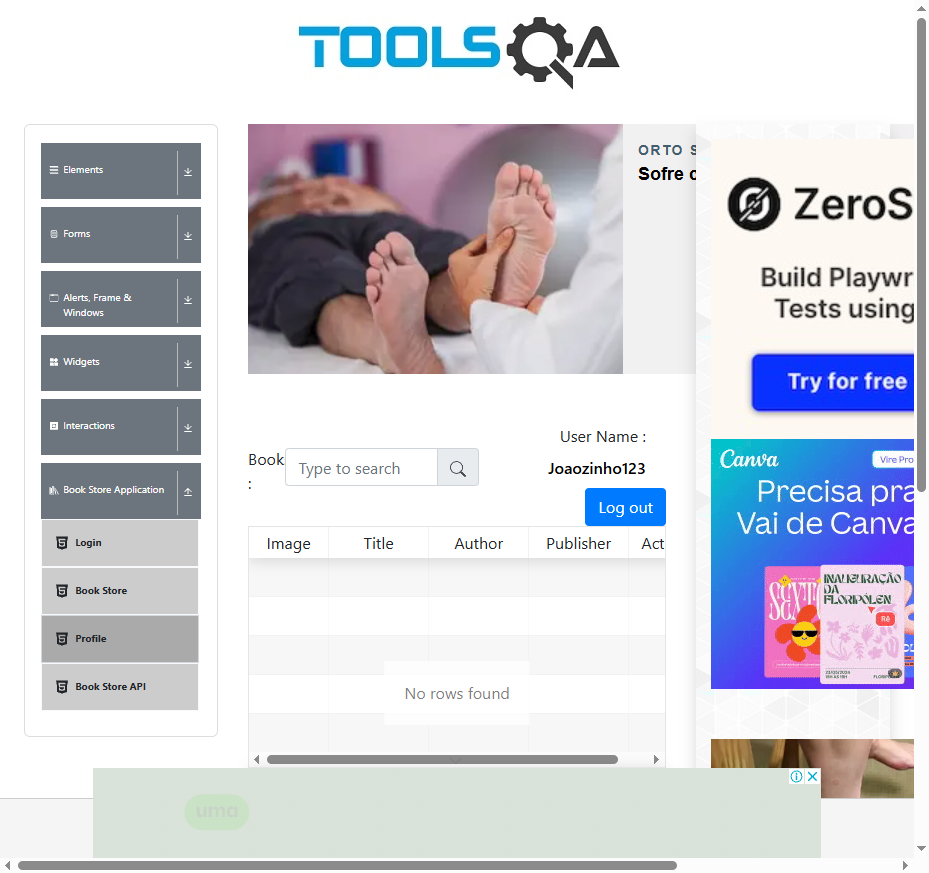 TOOLSQA
Elements
Forms
Alerts, Frame &
Windows
Widgets
Interactions
Book Store Application
Login
Book Store
Profile
Book Store API
ORTO S
Sofre
ZeroS
Build Playwr
Tests using
Try for free
Canva
Vire Pro
Precisa pra
Vai de Canva
INAUGURAÇÃO
DA
FLORIPÓLEN
Rê
User Name :
Book
:
Type to search
Joaozinho123
Log out
Image Title Author Publisher Act
No rows found
uma